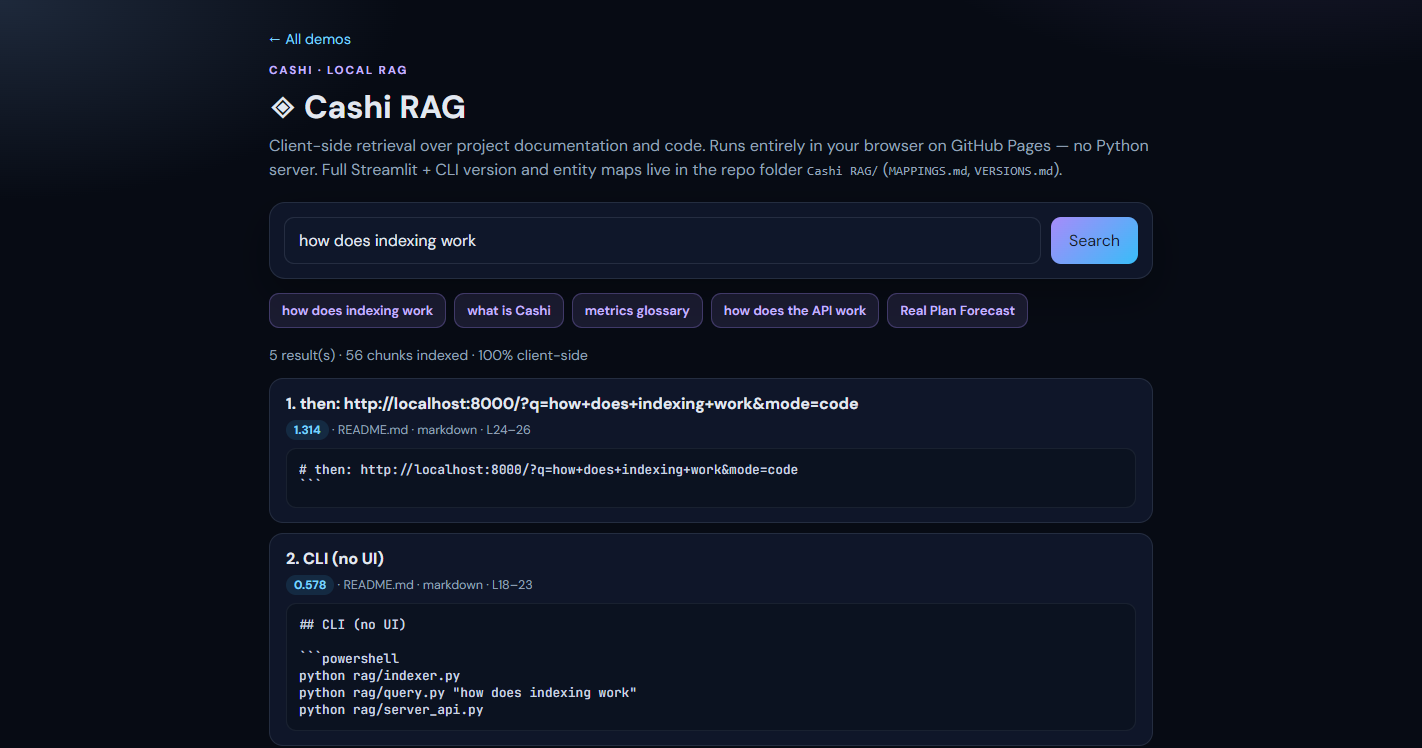 ← All demos
CASHI · LOCAL RAG
◈ Cashi RAG
Client-side retrieval over project documentation and code. Runs entirely in your browser on GitHub Pages — no Python
server. Full Streamlit + CLI version and entity maps live in the repo folder Cashi RAG/ (MAPPINGS.md, VERSIONS.md).
how does indexing work
Search
how does indexing work
what is Cashi
metrics glossary
how does the API work
Real Plan Forecast
5 result(s) · 56 chunks indexed · 100% client-side
1. then: http://localhost:8000/?q=how+does+indexing+work&mode=code
1.314 · README.md · markdown · L24–26
# then: http://localhost:8000/?q=how+does+indexing+work&mode=code
```
2. CLI (no UI)
0.578 · README.md · markdown · L18–23
## CLI (no UI)
```powershell
python rag/indexer.py
python rag/query.py "how does indexing work"
python rag/server_api.py